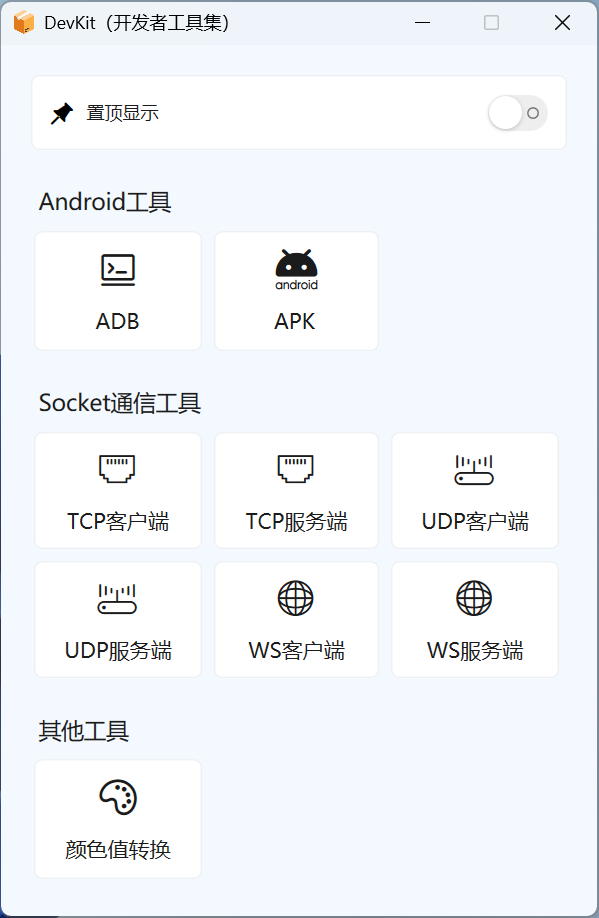 DevKit（开发者工具集）
置顶显示
Android工具
android
ADB
APK
Socket通信工具
TCP客户端
TCP服务端
UDP客户端
UDP服务端
WS客户端
WS服务端
其他工具
颜色值转换